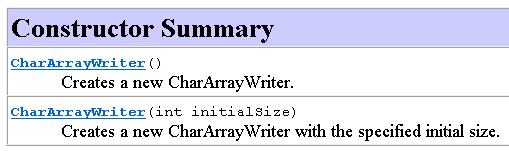 Constructor Summary
CharArrayWriter()
Creates a new CharArrayWriter.
CharArrayWriter(int initialSize)
Creates a new CharArrayWriter with the specified initial size.